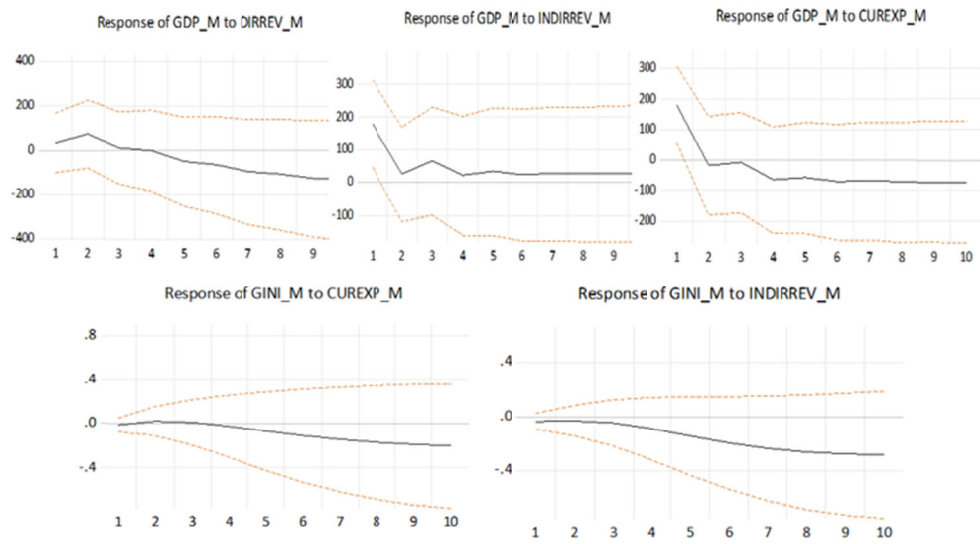 Response of GDP_M to DIRREV_M
400
200
0
-200
-400
1 2 3 4 5 6 7 8 9
Response of GDP_M to INDIRREV_M
300
200
100
0
-100
1 2 3 4 5 6 7 8 9
Response of GDP_M to CUREXP_M
300
200
100
0
-100
-200
1 2 3 4 5 6 7 8 9 10
Response of GINI_M to CUREXP_M
.8
.4
.0
-.4
1 2 3 4 5 6 7 8 9 10
Response of GINI_M to INDIRREV_M
.4
.0
-.4
1 2 3 4 5 6 7 8 9 10